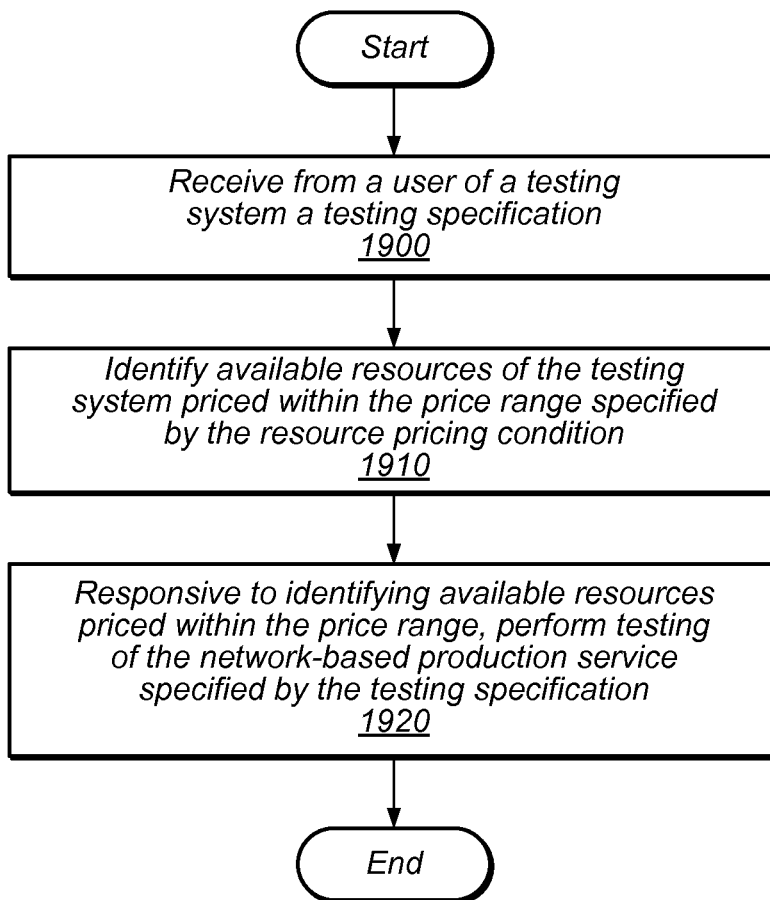 Start
Receive from a user of a testing
system a testing specification
1900
Identify available resources of the testing
system priced within the price range specified
by the resource pricing condition
1910
Responsive to identifying available resources
priced within the price range, perform testing
of the network-based production service
specified by the testing specification
1920
End